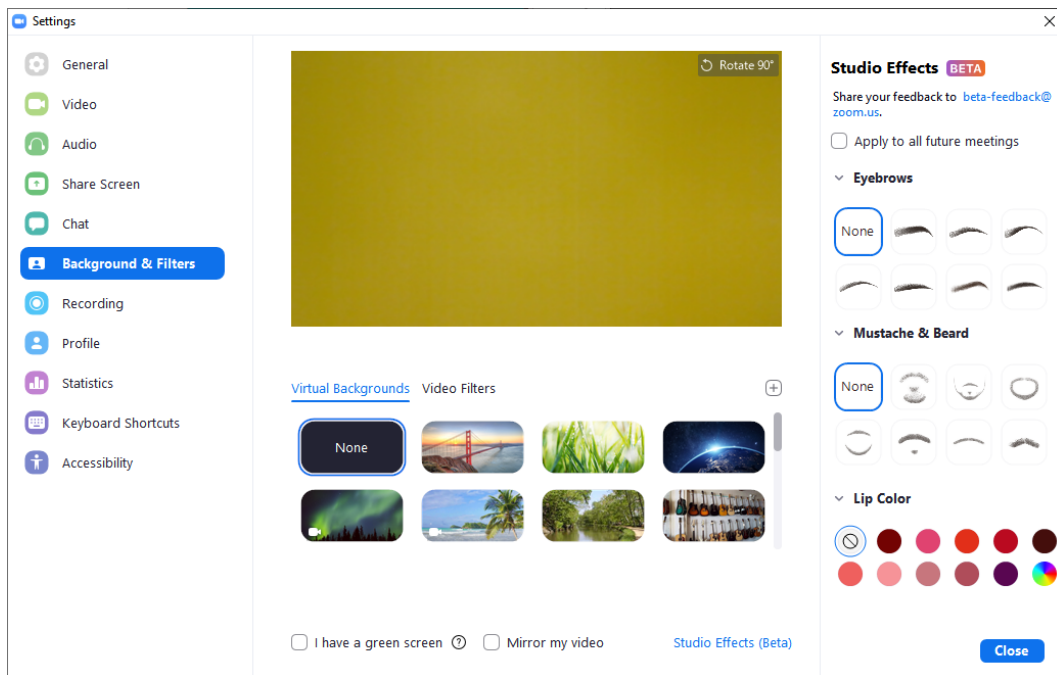 Settings
General
Video
Audio
Share Screen
Chat
Background & Filters
Recording
Profile
Statistics
Keyboard Shortcuts
Accessibility
Rotate 90°
Virtual Backgrounds
Video Filters
None
I have a green screen
Mirror my video
Studio Effects (Beta)
Studio Effects BETA
Share your feedback to beta-feedback@
zoom.us.
Apply to all future meetings
Eyebrows
None
Mustache & Beard
None
Lip Color
Close